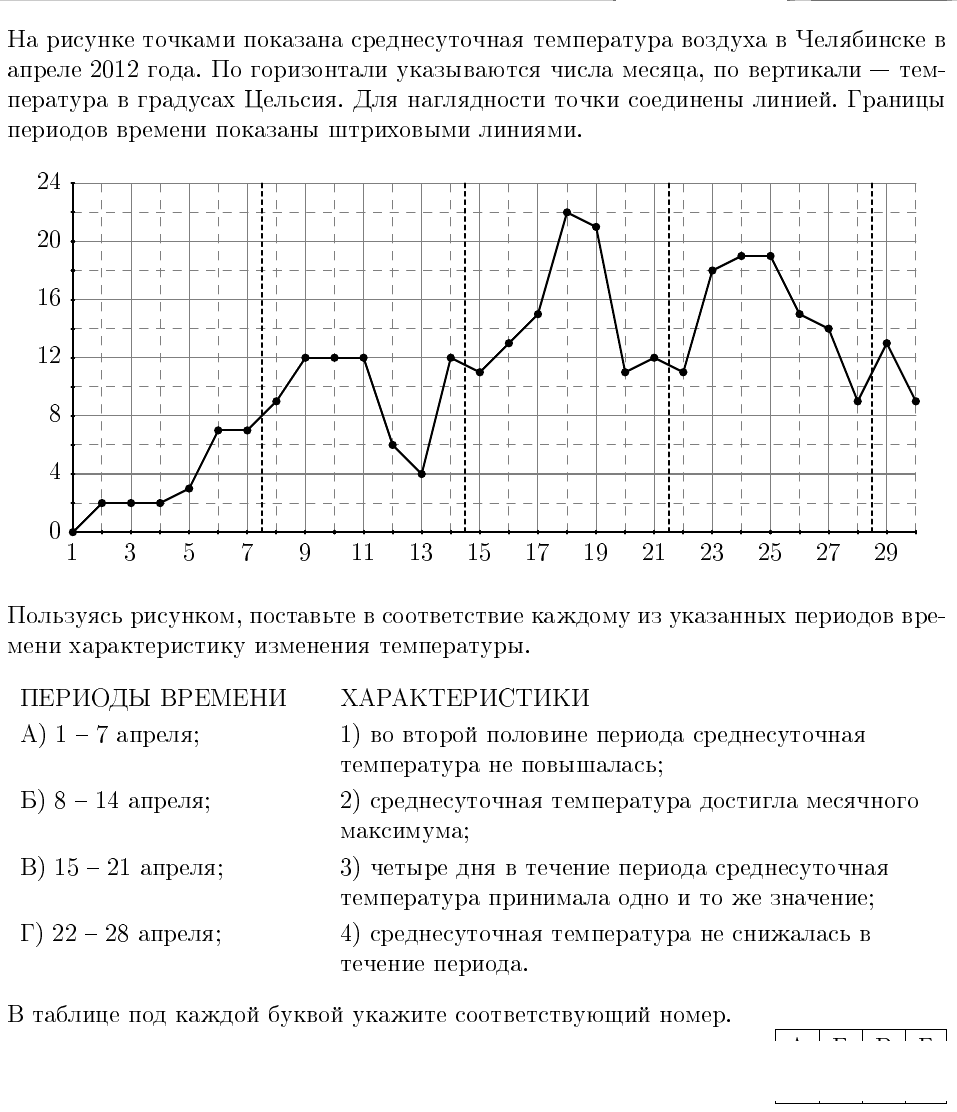 На рисунке точками показана среднесуточная температура воздуха в Челябинске в
апреле 2012 года. По горизонтали указываются числа месяца, по вертикали — тем-
пература в градусах Цельсия. Для наглядности точки соединены линией. Границы
периодов времени показаны штриховыми линиями.
24
20
16
12
8
4
0
1 3 5 7 9 11 13 15 17 19 21 23 25 27 29
Пользуясь рисунком, поставьте в соответствие каждому из указанных периодов вре-
мени характеристику изменения температуры.
ПЕРИОДЫ ВРЕМЕНИ ХАРАКТЕРИСТИКИ
А) 1 – 7 апреля; 1) во второй половине периода среднесуточная
температура не повышалась;
Б) 8 – 14 апреля; 2) среднесуточная температура достигла месячного
максимума;
В) 15 – 21 апреля; 3) четыре дня в течение периода среднесуточная
температура принимала одно и то же значение;
Г) 22 – 28 апреля; 4) среднесуточная температура не снижалась в
течение периода.
В таблице под каждой буквой укажите соответствующий номер.